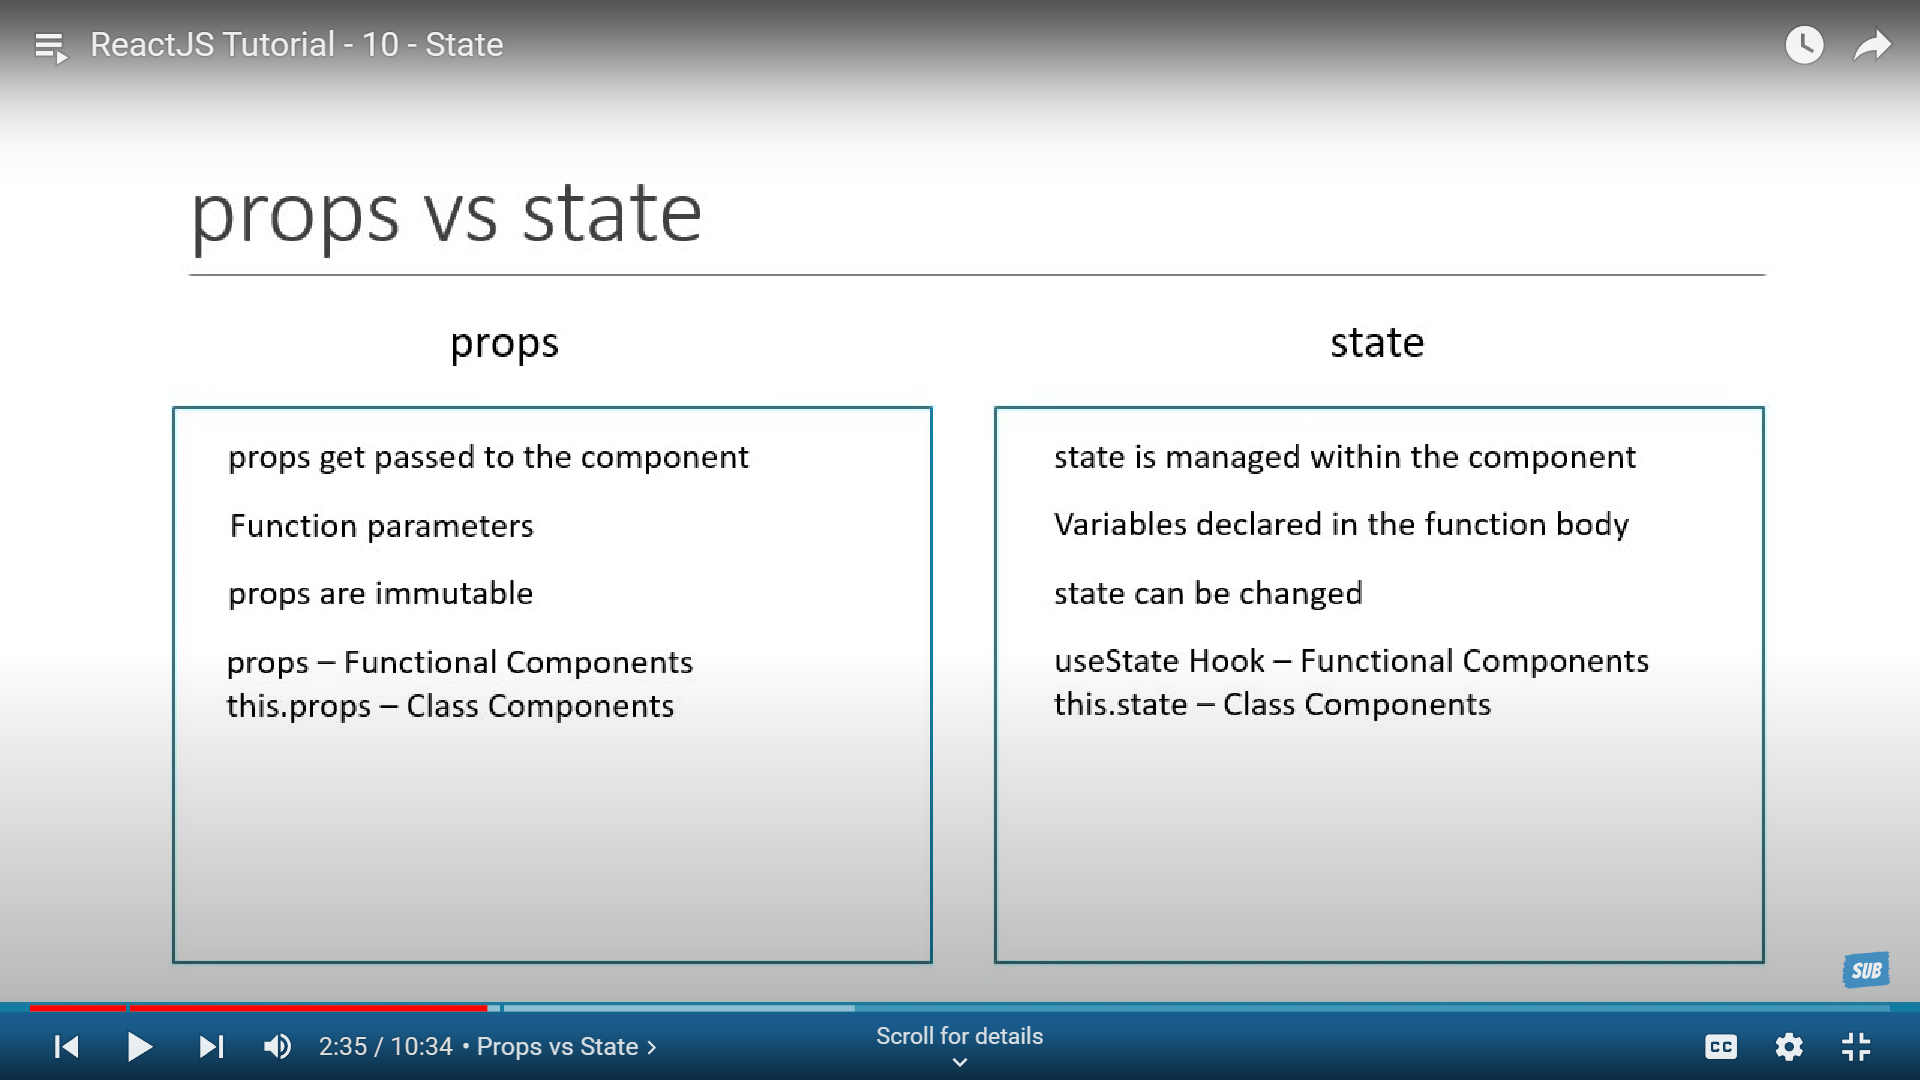 ReactJS Tutorial - 10 - State
props vs state
props
state
props get passed to the component
Function parameters
props are immutable
props – Functional Components
this.props – Class Components
state is managed within the component
Variables declared in the function body
state can be changed
useState Hook – Functional Components
this.state – Class Components
SUB
2:35 / 10:34 • Props vs State
Scroll for details
CC